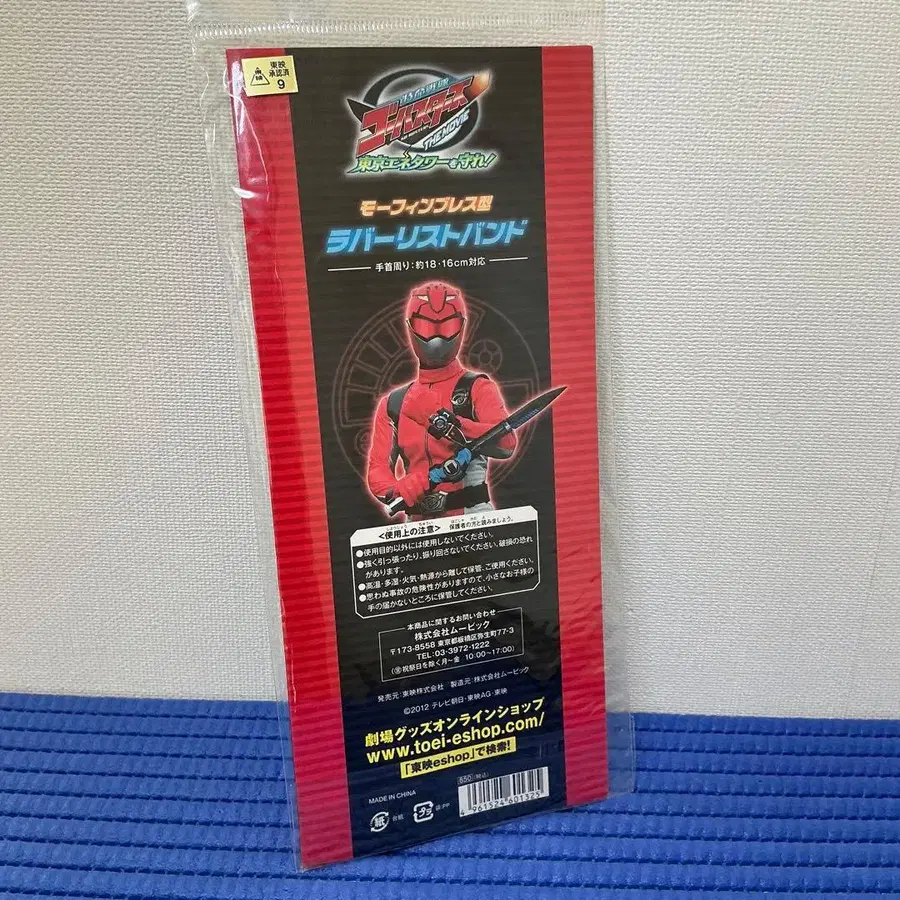 東映
承認済
9
特命戦隊
ゴーバスターズ
THE MOVIE
東京エネタワーを守れ!
モーフィンブレス型
ラバーリストバンド
手首周り:約18・16cm対応
<使用上の注意> 保護者の方と読みましょう。
●使用目的以外には使用しないでください。
●強く引っ張ったり、振り回さないでください。破損の恐れ
があります。
●高温・多湿・火気・熱源から離して保管、ご使用ください。
●思わぬ事故の危険性がありますので、小さなお子様の
手の届かないところに保管してください。
本商品に関するお問い合わせ
株式会社ムービック
〒173-8558 東京都板橋区弥生町77-3
TEL:03-3972-1222
(祝祭日を除く月~金 10:00~17:00)
発売元:東映株式会社 製造元:株式会社ムービック
©2012 テレビ朝日・東映AG・東映
劇場グッズオンラインショップ
www.toei-eshop.com/
「東映eshop」で検索!
650(税込)
MADE IN CHINA
紙 台紙 プラ 袋:PP
4 961524 601325